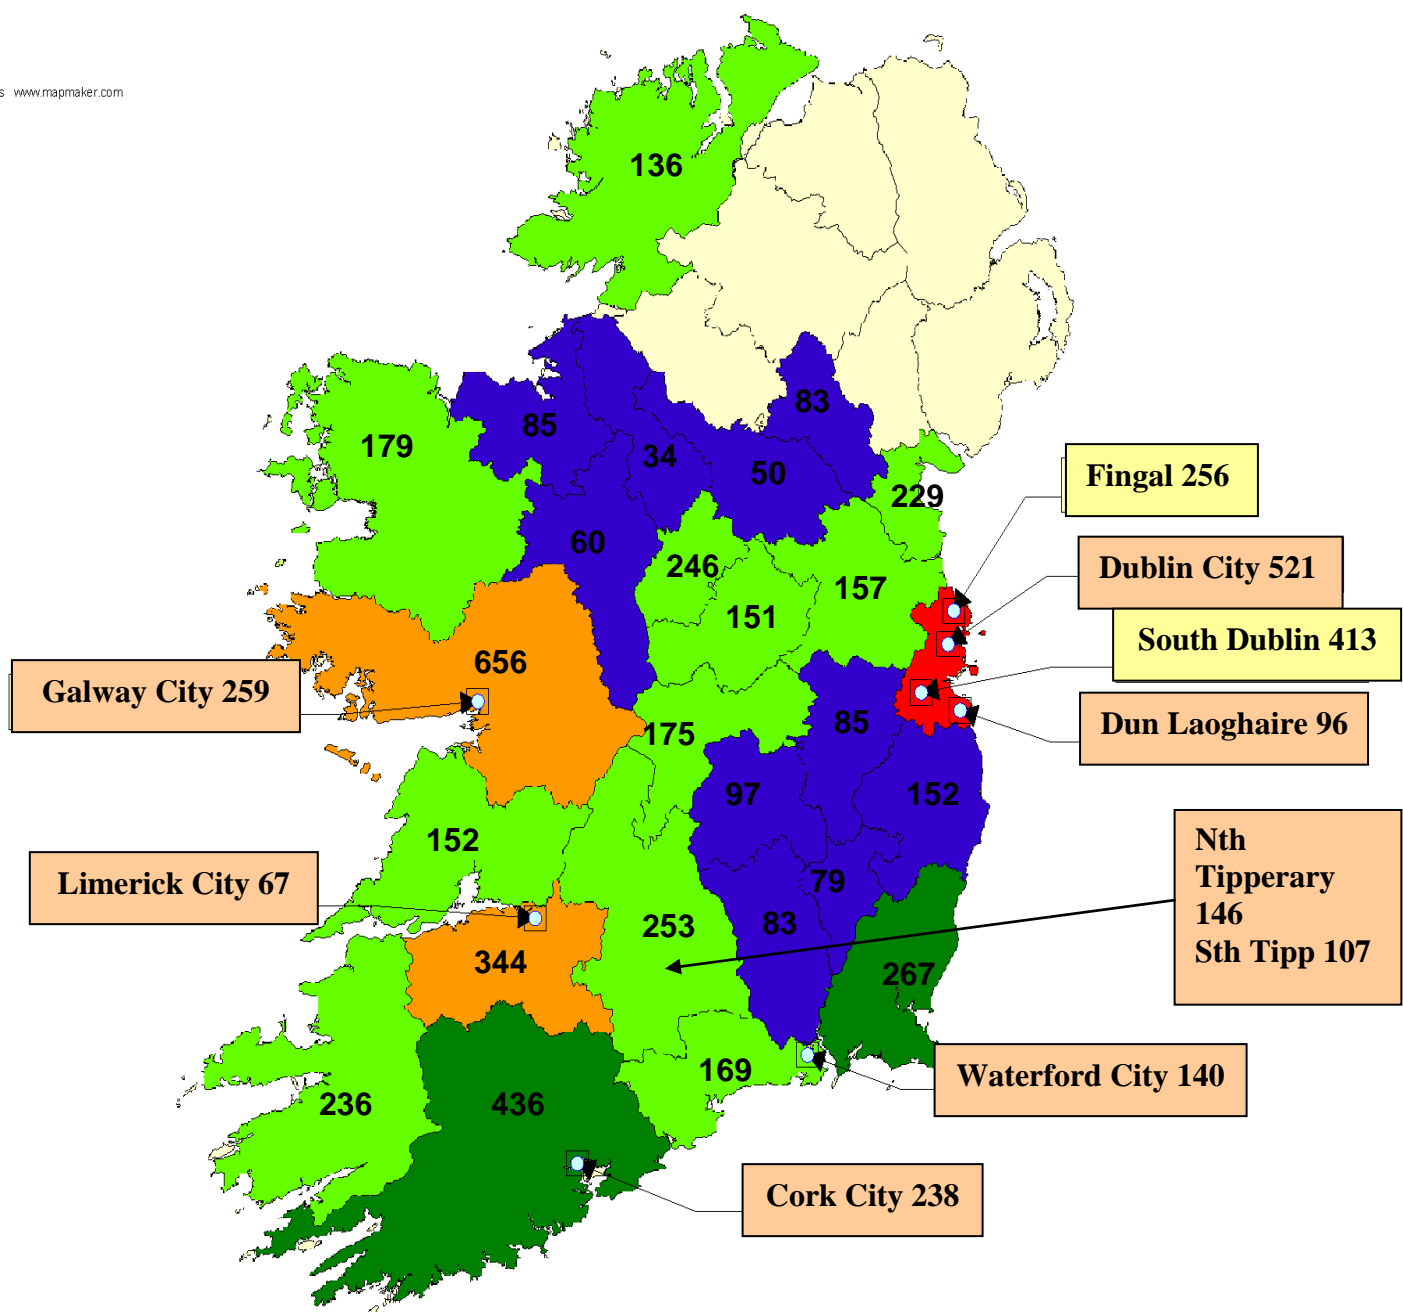 s www.mapmaker.com
136
83
85
179
34
50
Fingal 256
229
60
246
Dublin City 521
157
151
South Dublin 413
656
Galway City 259
85
Dun Laoghaire 96
175
97
152
152
Nth
Tipperary
146
Sth Tipp 107
Limerick City 67
79
83
253
344
267
169
Waterford City 140
236
436
Cork City 238